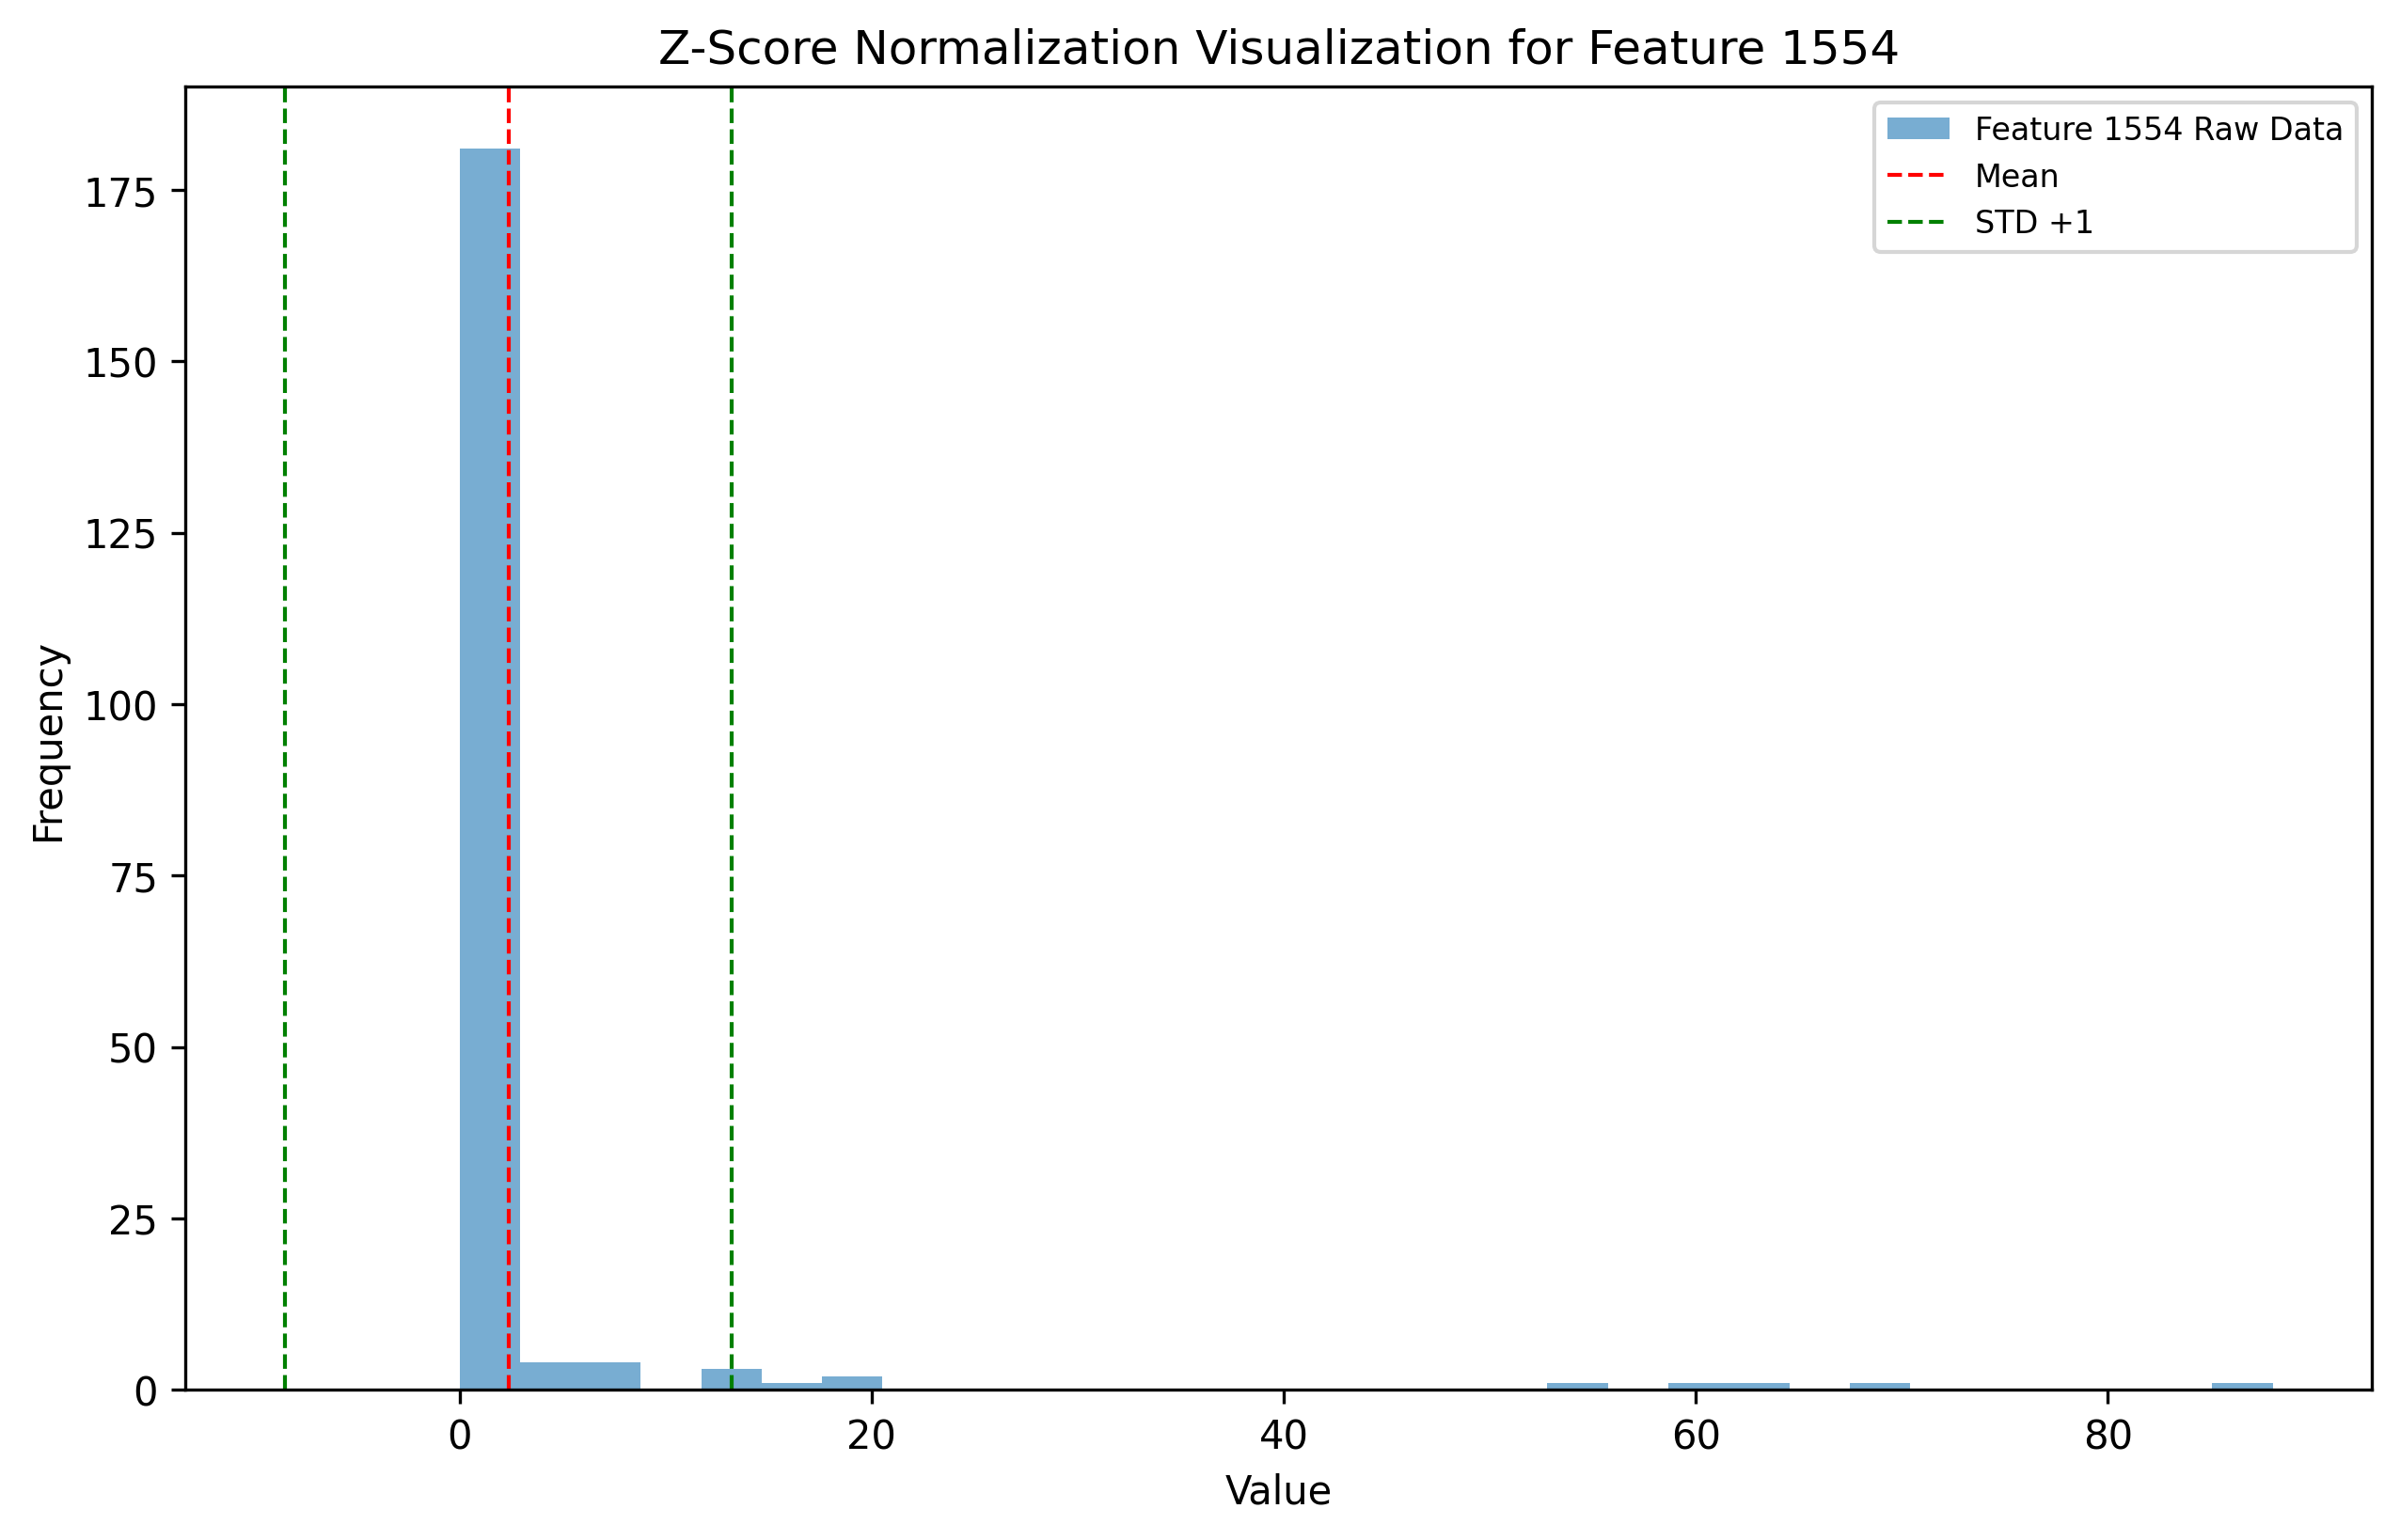 Z-Score Normalization Visualization for Feature 1554
Feature 1554 Raw Data
Mean
STD +1
175
150
125
100
75
50
25
0
Frequency
0 20 40 60 80
Value